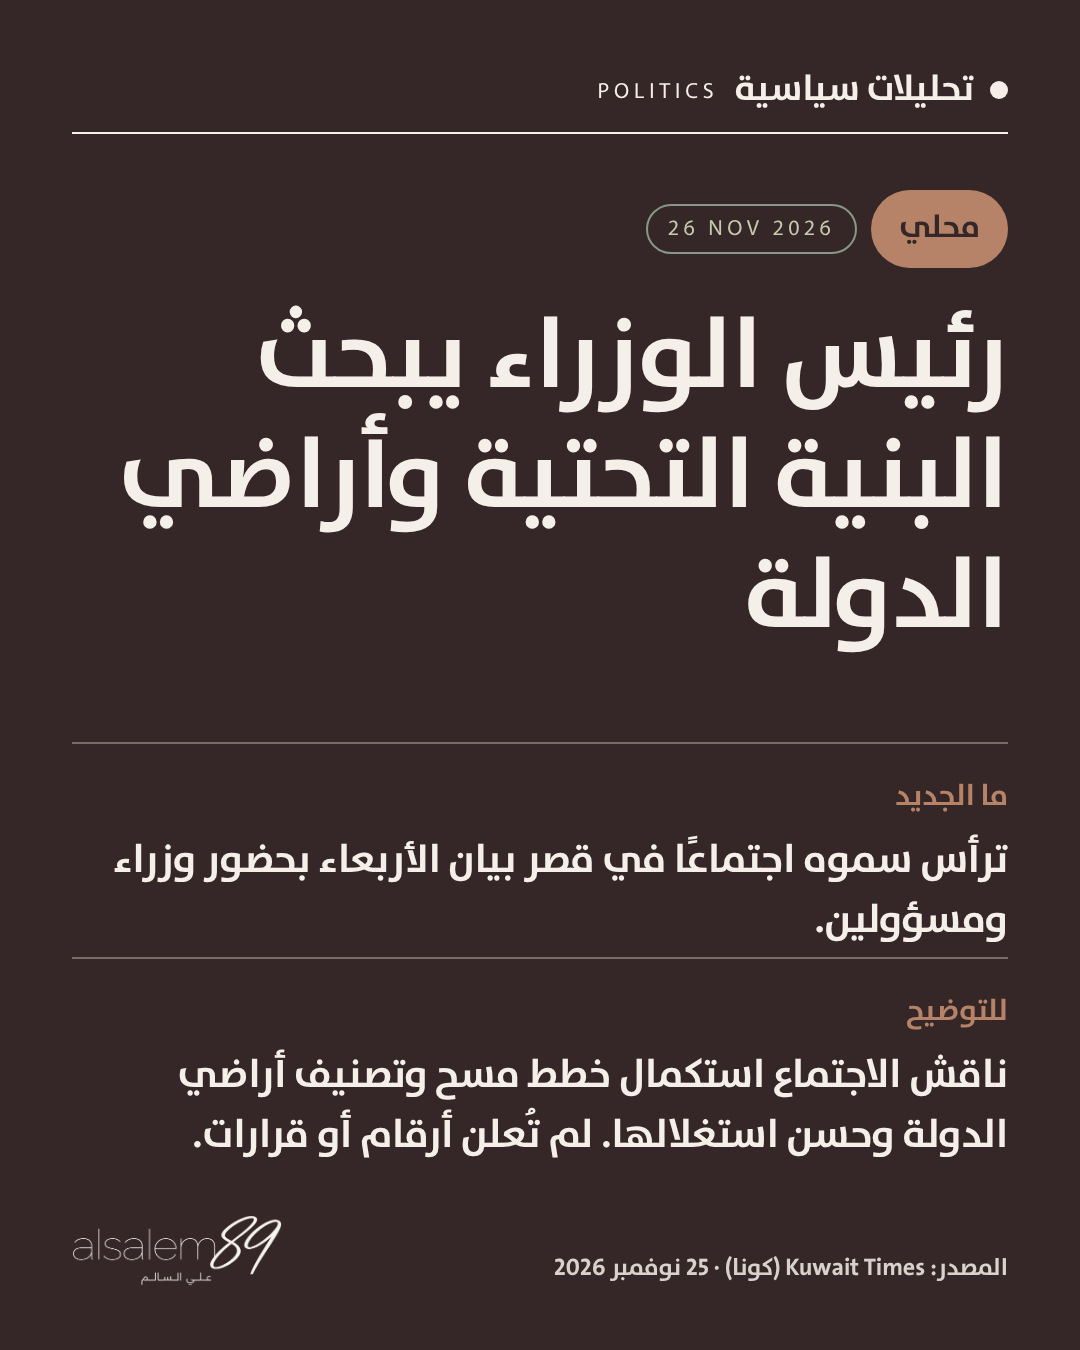 تحليلات سياسية POLITICS
محلي 26 NOV 2026
رئيس الوزراء يبحث
البنية التحتية وأراضي
الدولة
ما الجديد
ترأس سموه اجتماعًا في قصر بيان الأربعاء بحضور وزراء
ومسؤولين.
للتوضيح
ناقش الاجتماع استكمال خطط مسح وتصنيف أراضي
الدولة وحسن استغلالها. لم تُعلن أرقام أو قرارات.
المصدر: Kuwait Times (كونا) · 25 نوفمبر 2026
alsalem89
علي السالم